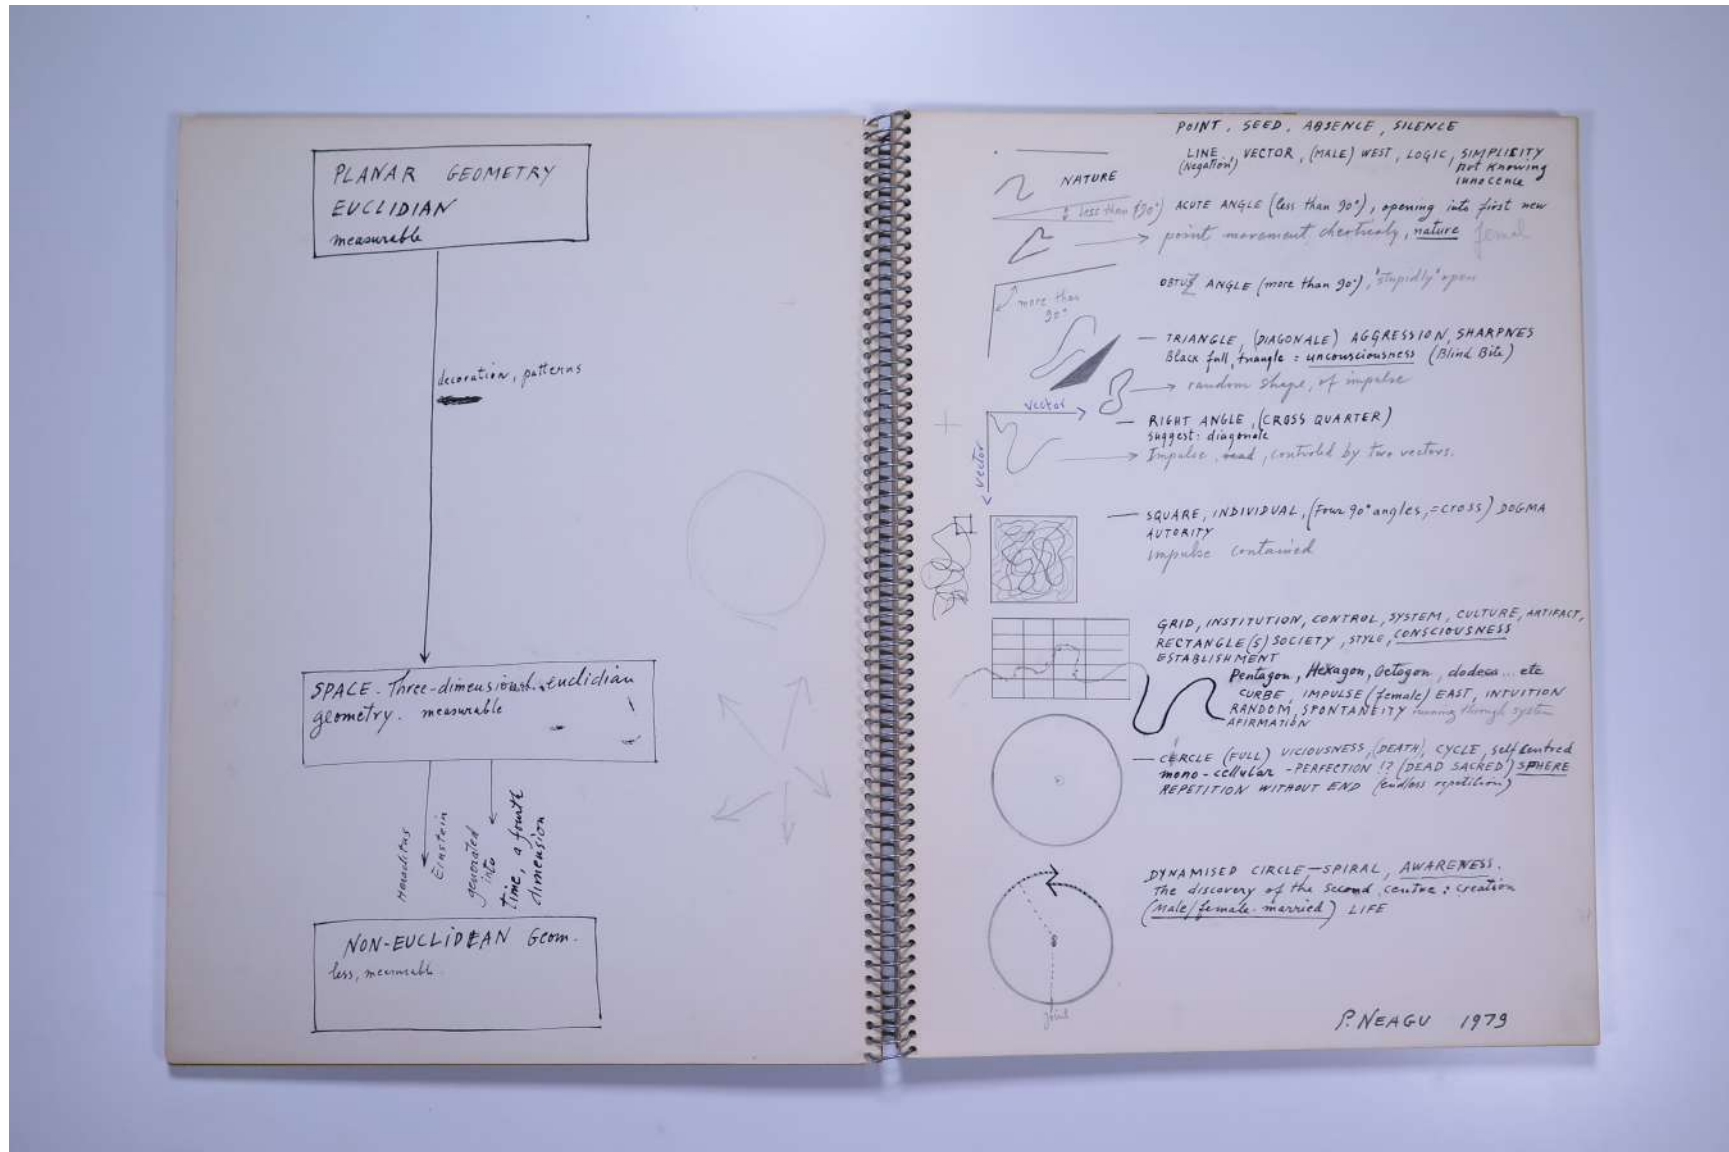 PLANAR GEOMETRY
EUCLIDIAN
measurable
decoration, patterns
SPACE. Three-dimensional euclidian
geometry. measurable
Heraclitus
Einstein
generated
into
time, a fourth
dimension
NON-EUCLIDEAN Geom.
less, measurable
POINT, SEED, ABSENCE, SILENCE
LINE, VECTOR, (MALE) WEST, LOGIC, SIMPLICITY
(Negation)
not knowing
innocence
NATURE
less than (90°)
ACUTE ANGLE (less than 90°), opening into first new
point movement, nature femal
more than
90°
OBTUZ ANGLE (more than 90°), "stupidly" open
TRIANGLE, (DIAGONALE) AGGRESSION, SHARPNES
Black full, triangle = unconsciousness (Blind Bite)
random shape, of impulse
vector
vector
RIGHT ANGLE, (CROSS QUARTER)
suggest: diagonale
Impulse, controled by two vectors.
SQUARE, INDIVIDUAL, (Four 90° angles, = CROSS) DOGMA
AUTORITY
impulse contained
GRID, INSTITUTION, CONTROL, SYSTEM, CULTURE, ARTIFACT,
RECTANGLE(S) SOCIETY, STYLE, CONSCIOUSNESS
ESTABLISHMENT
Pentagon, Hexagon, Octogon, dodeca... etc
CURBE, IMPULSE (female) EAST, INTUITION
RANDOM, SPONTANEITY running through system
AFIRMATION
CERCLE (FULL) VICIOUSNESS, (DEATH), CYCLE, self centred
mono-cellular - PERFECTION !? (DEAD SACRED) SPHERE
REPETITION WITHOUT END (endless repetition)
DYNAMISED CIRCLE - SPIRAL, AWARENESS.
The discovery of the second centre: creation
(Male/female - married) LIFE
P. NEAGU 1979